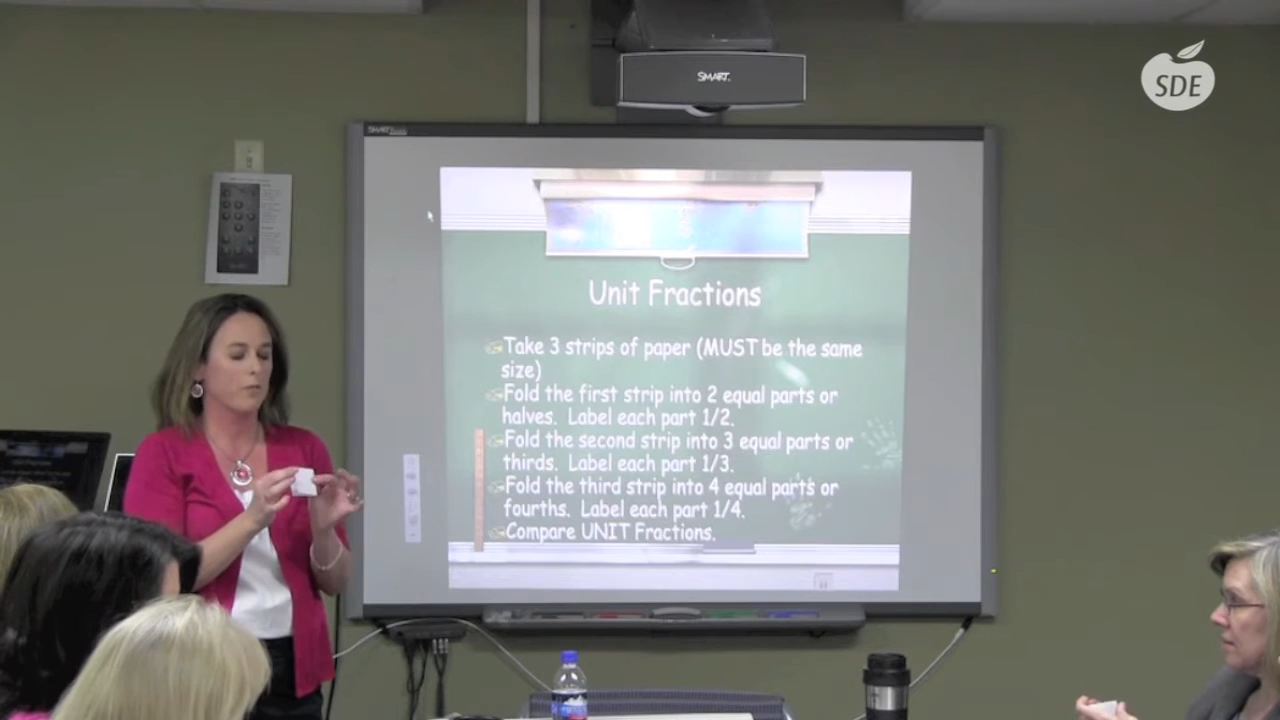 SMART
SDE
SMART
Unit Fractions
Take 3 strips of paper (MUST be the same
size)
Fold the first strip into 2 equal parts or
halves. Label each part 1/2.
Fold the second strip into 3 equal parts or
thirds. Label each part 1/3.
Fold the third strip into 4 equal parts or
fourths. Label each part 1/4.
Compare UNIT Fractions.